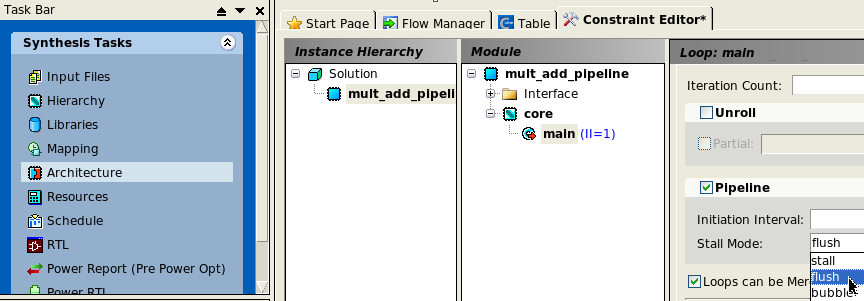 Task Bar
Synthesis Tasks
Input Files
Hierarchy
Libraries
Mapping
Architecture
Resources
Schedule
RTL
Power Report (Pre Power Opt)
Power RTL
Start Page
Flow Manager
Table
Constraint Editor*
Instance Hierarchy
Solution
mult_add_pipeli
Module
mult_add_pipeline
Interface
core
main (II=1)
Loop: main
Iteration Count:
Unroll
Partial:
Pipeline
Initiation Interval:
Stall Mode: flush
stall
flush
bubble
Loops can be Mer